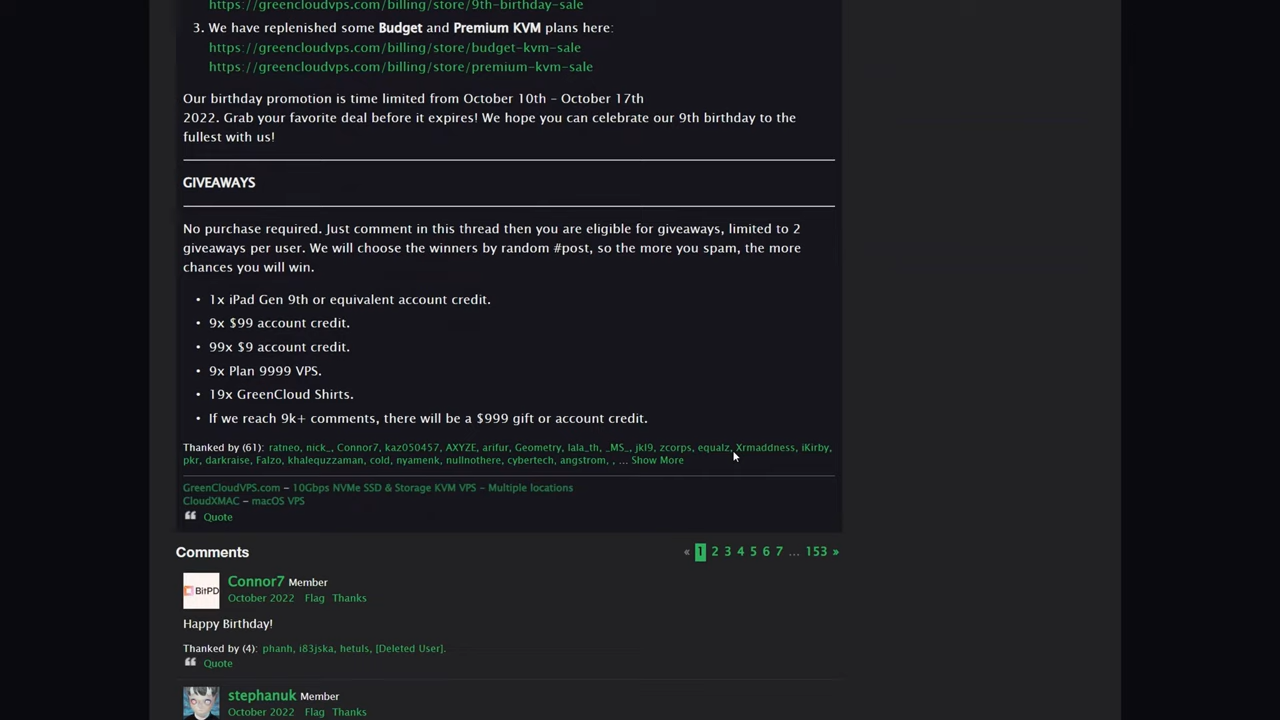 https://greencloudvps.com/billing/store/9th-birthday-sale
3. We have replenished some Budget and Premium KVM plans here:
https://greencloudvps.com/billing/store/budget-kvm-sale
https://greencloudvps.com/billing/store/premium-kvm-sale
Our birthday promotion is time limited from October 10th – October 17th
2022. Grab your favorite deal before it expires! We hope you can celebrate our 9th birthday to the
fullest with us!
GIVEAWAYS
No purchase required. Just comment in this thread then you are eligible for giveaways, limited to 2
giveaways per user. We will choose the winners by random #post, so the more you spam, the more
chances you will win.
• 1x iPad Gen 9th or equivalent account credit.
• 9x $99 account credit.
• 99x $9 account credit.
• 9x Plan 9999 VPS.
• 19x GreenCloud Shirts.
• If we reach 9k+ comments, there will be a $999 gift or account credit.
Thanked by (61): ratneo, nick_, Connor7, kaz050457, AXYZE, arifur, Geometry, lala_th, _MS_, jkl9, zcorps, equalz, Xrmaddness, iKirby,
pkr, darkraise, Falzo, khalequzzaman, cold, nyamenk, nullnothere, cybertech, angstrom, , ... Show More
GreenCloudVPS.com – 10Gbps NVMe SSD & Storage KVM VPS – Multiple locations
CloudXMAC – macOS VPS
Quote
Comments « 1 2 3 4 5 6 7 … 153 »
BitPD
Connor7 Member
October 2022 Flag Thanks
Happy Birthday!
Thanked by (4): phanh, i83jska, hetuls, [Deleted User].
Quote
stephanuk Member
October 2022 Flag Thanks